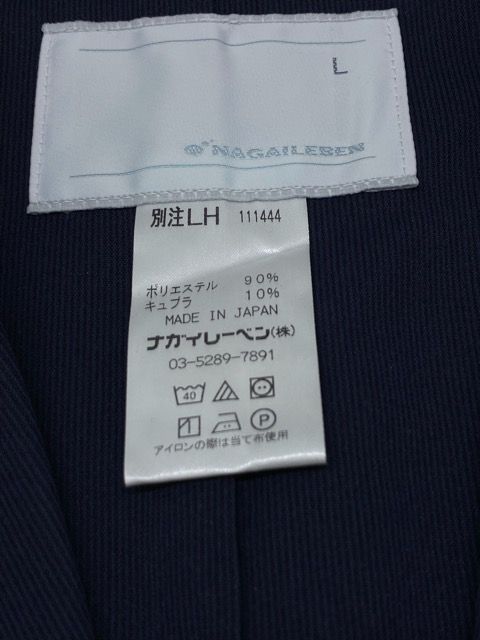 L
NAGAILEBEN
別注LH 111444
ポリエステル 90%
キュプラ 10%
MADE IN JAPAN
ナガイレーベン(株)
03-5289-7891
40
P
アイロンの際は当て布使用